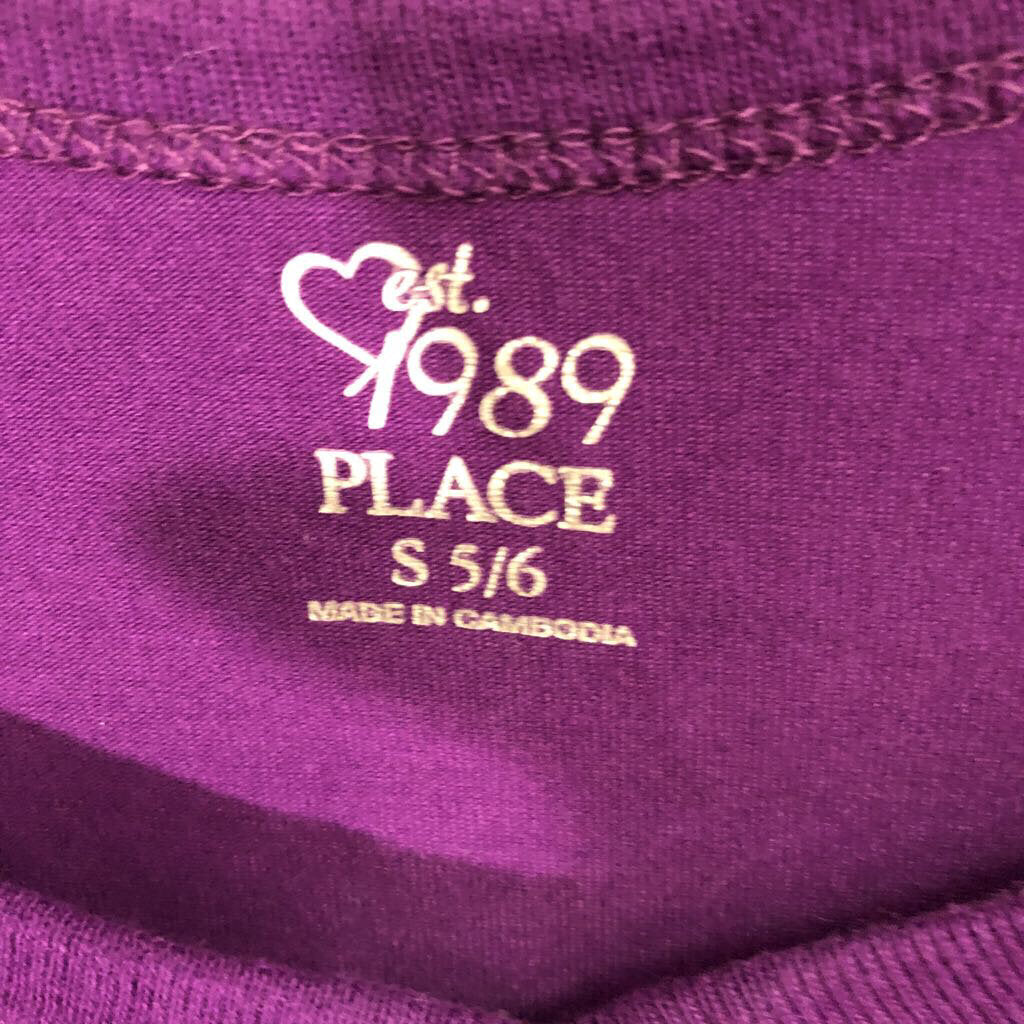 est.
1989
PLACE
S 5/6
MADE IN CAMBODIA